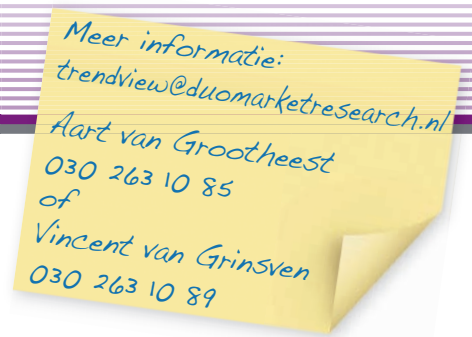 Meer informatie:
trendview@duomarketresearch.nl
Aart van Grootheest
030 263 10 85
of
Vincent van Grinsven
030 263 10 89